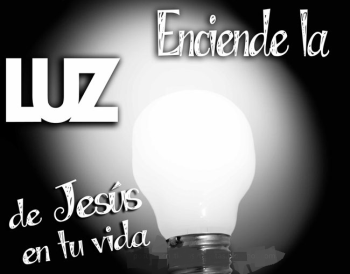 Enciende la
LUZ
de Jesús
en tu vida